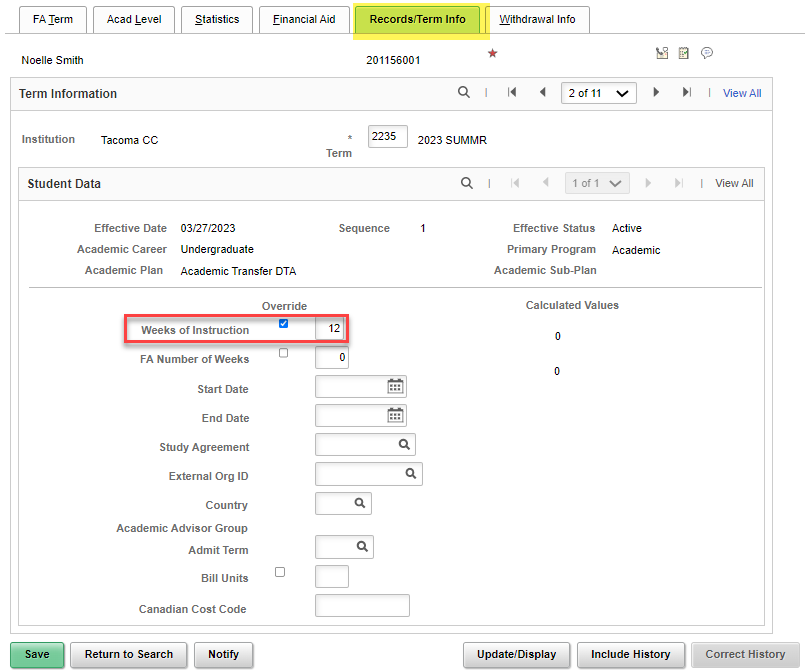 FA Term Acad Level Statistics Financial Aid Records/Term Info Withdrawal Info
Noelle Smith 201156001
Term Information 2 of 11 View All
Institution Tacoma CC * Term 2235 2023 SUMMR
Student Data 1 of 1 View All
Effective Date 03/27/2023 Sequence 1 Effective Status Active
Academic Career Undergraduate Primary Program Academic
Academic Plan Academic Transfer DTA Academic Sub-Plan
Override Calculated Values
Weeks of Instruction 12 0
FA Number of Weeks 0 0
Start Date
End Date
Study Agreement
External Org ID
Country
Academic Advisor Group
Admit Term
Bill Units
Canadian Cost Code
Save Return to Search Notify Update/Display Include History Correct History